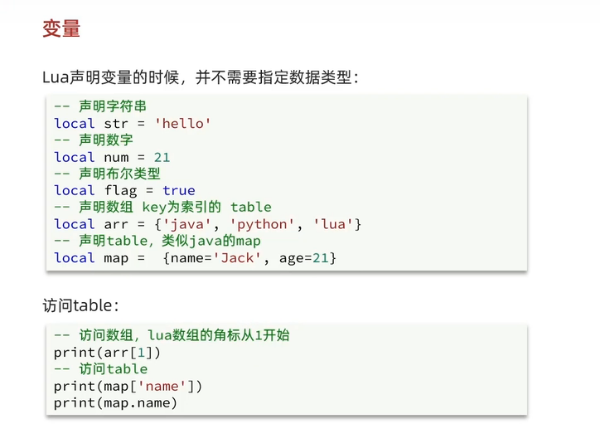 变量
Lua声明变量的时候，并不需要指定数据类型：
-- 声明字符串
local str = 'hello'
-- 声明数字
local num = 21
-- 声明布尔类型
local flag = true
-- 声明数组 key为索引的 table
local arr = {'java', 'python', 'lua'}
-- 声明table，类似java的map
local map =  {name='Jack', age=21}
访问table：
-- 访问数组，lua数组的角标从1开始
print(arr[1])
-- 访问table
print(map['name'])
print(map.name)